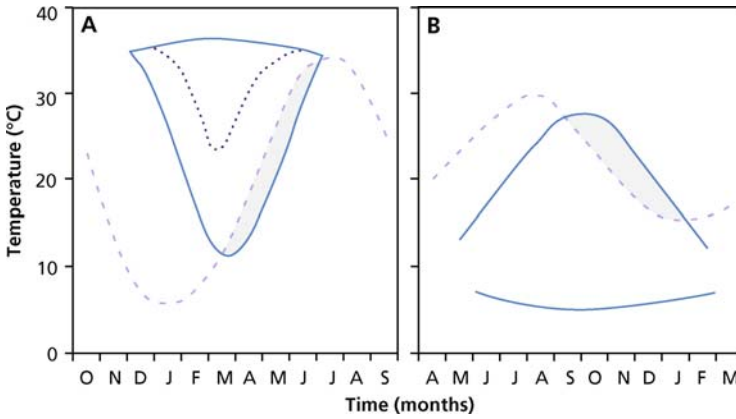 A
B
40
30
20
10
0
Temperature (°C)
O N D J F M A M J J A S
A M J J A S O N D J F M
Time (months)